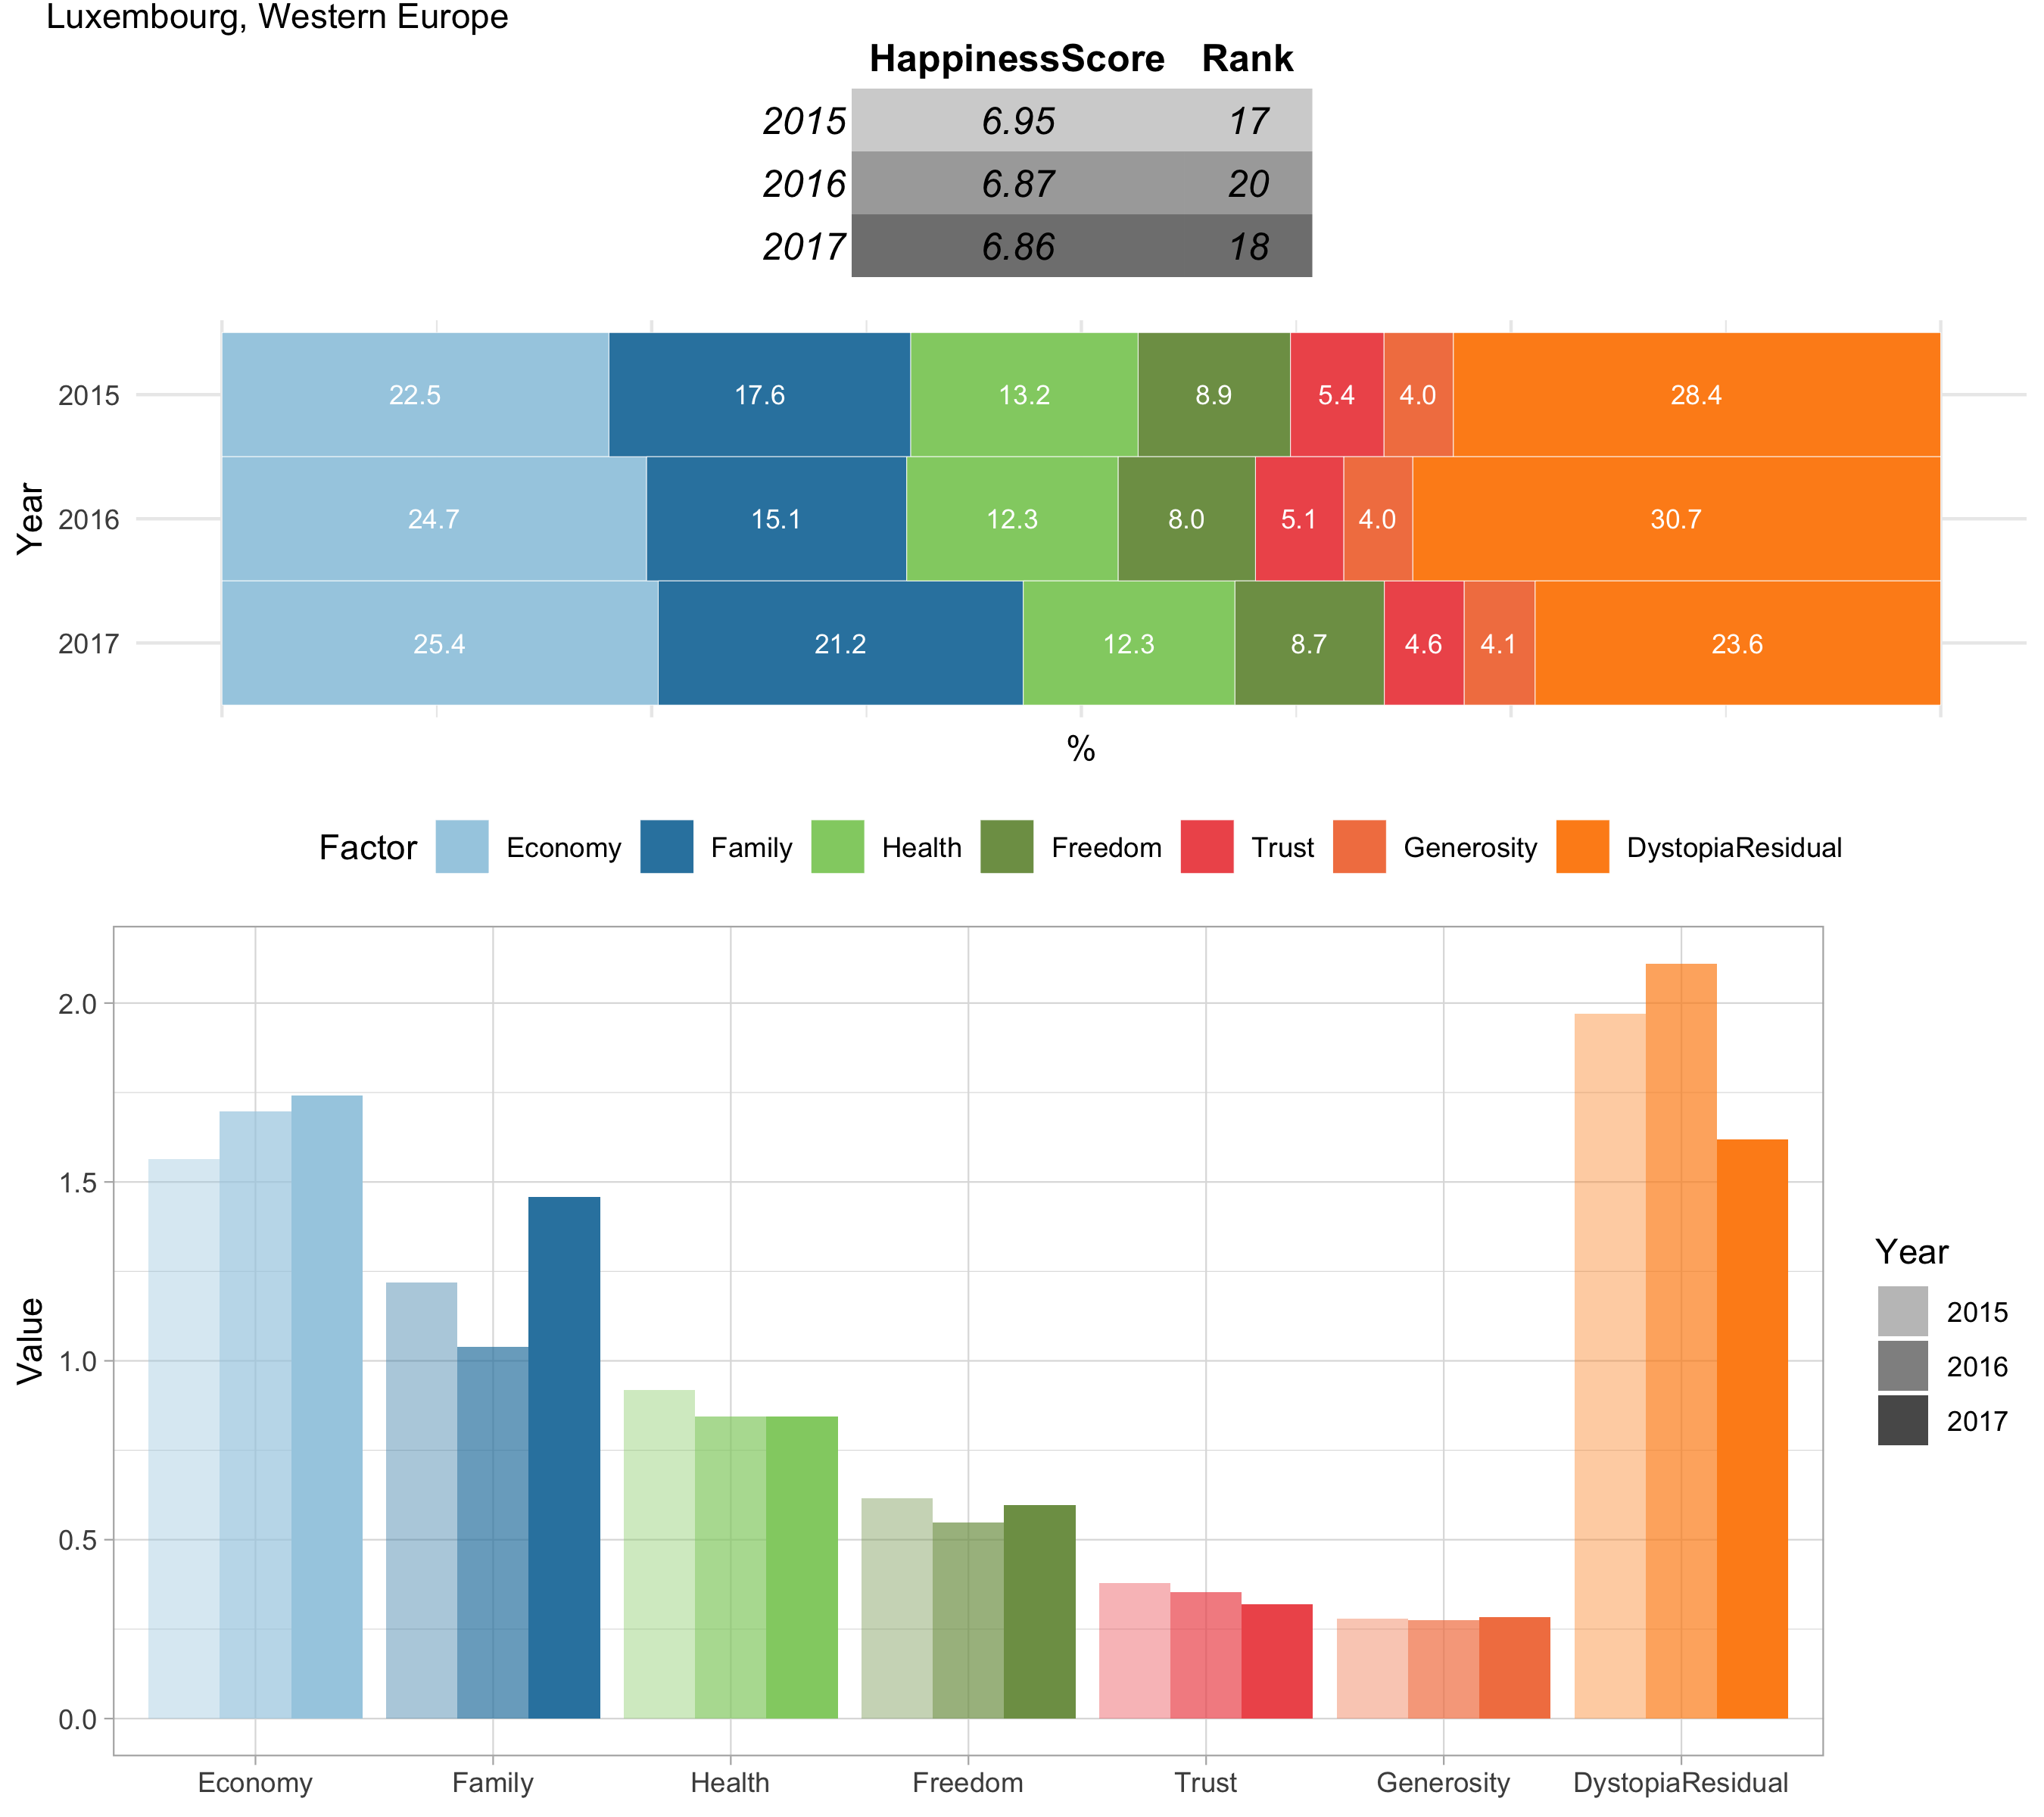 Luxembourg, Western Europe
HappinessScore Rank
2015 6.95 17
2016 6.87 20
2017 6.86 18
2015 22.5 17.6 13.2 8.9 5.4 4.0 28.4
2016 24.7 15.1 12.3 8.0 5.1 4.0 30.7
2017 25.4 21.2 12.3 8.7 4.6 4.1 23.6
Year
%
Factor Economy Family Health Freedom Trust Generosity DystopiaResidual
2.0
1.5
1.0
0.5
0.0
Value
Economy Family Health Freedom Trust Generosity DystopiaResidual
Year
2015
2016
2017